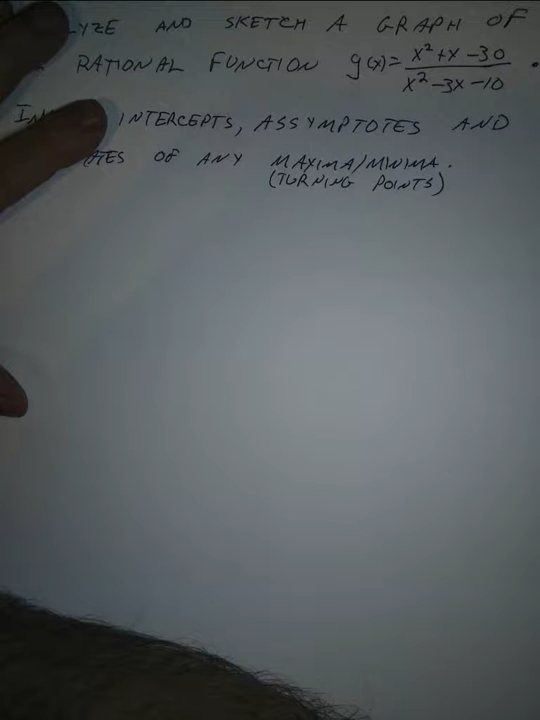 LYZE AND SKETCH A GRAPH OF
RATIONAL FUNCTION g(x)= x²+x-30 / x²-3x-10 .
INTERCEPTS, ASSYMPTOTES AND
OF ANY MAXIMA/MINIMA.
(TURNING POINTS)